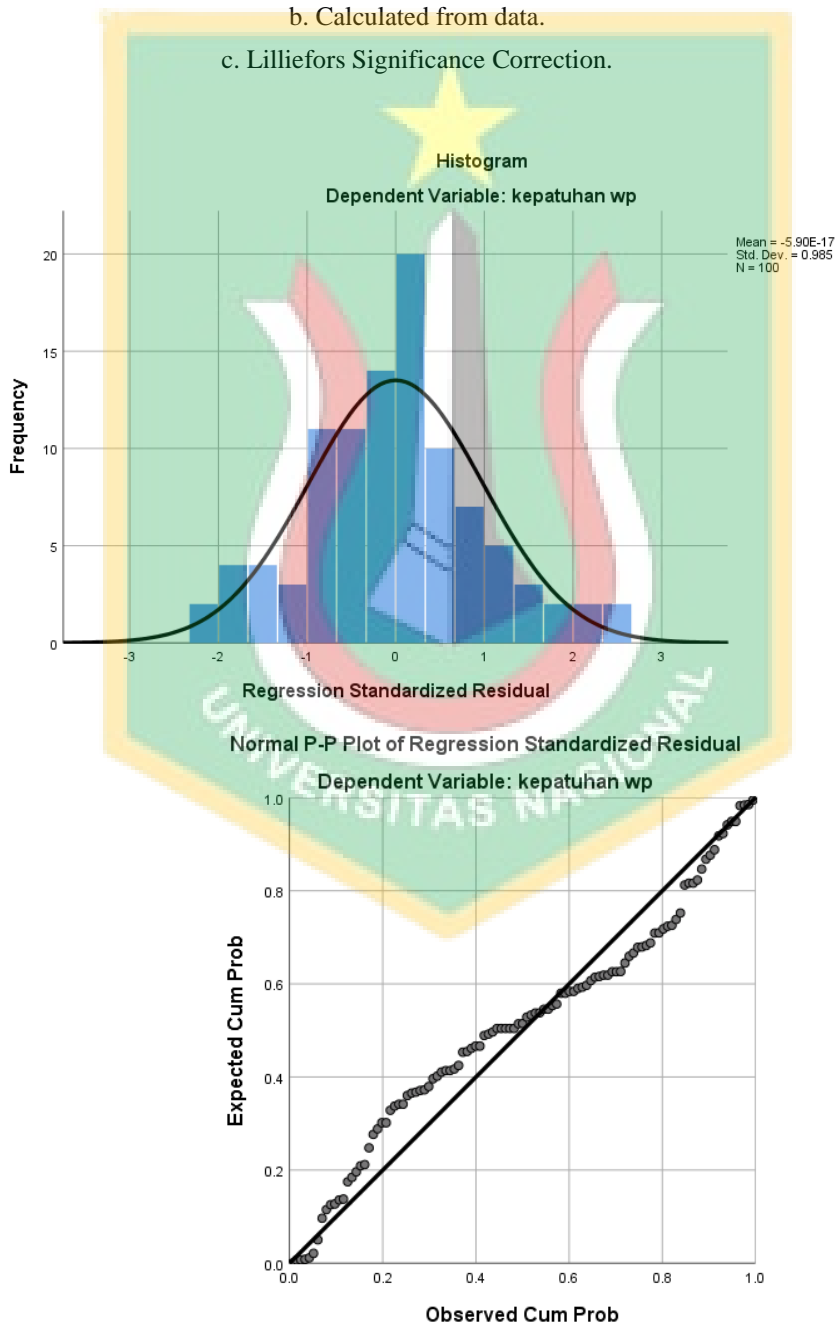 b. Calculated from data.
c. Lilliefors Significance Correction.
Histogram
Dependent Variable: kepatuhan wp
Mean = -5.90E-17
Std. Dev. = 0.985
N = 100
Frequency
20
15
10
5
0
-3 -2 -1 0 1 2 3
Regression Standardized Residual
UNIVERSITAS NASIONAL
Normal P-P Plot of Regression Standardized Residual
Dependent Variable: kepatuhan wp
Expected Cum Prob
1.0
0.8
0.6
0.4
0.2
0.0
0.0 0.2 0.4 0.6 0.8 1.0
Observed Cum Prob